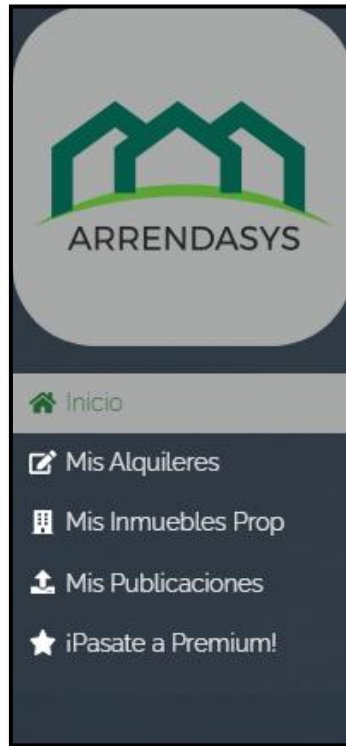 ARRENDASYS
Inicio
Mis Alquileres
Mis Inmuebles Prop
Mis Publicaciones
¡Pasate a Premium!